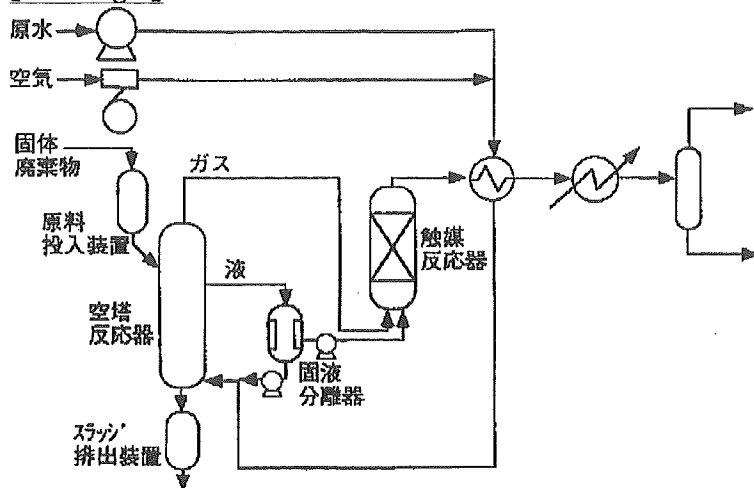 原水
空気
固体
廃棄物
ガス
原料
投入装置
液
触媒
反応器
空塔
反応器
固液
分離器
スラッジ
排出装置